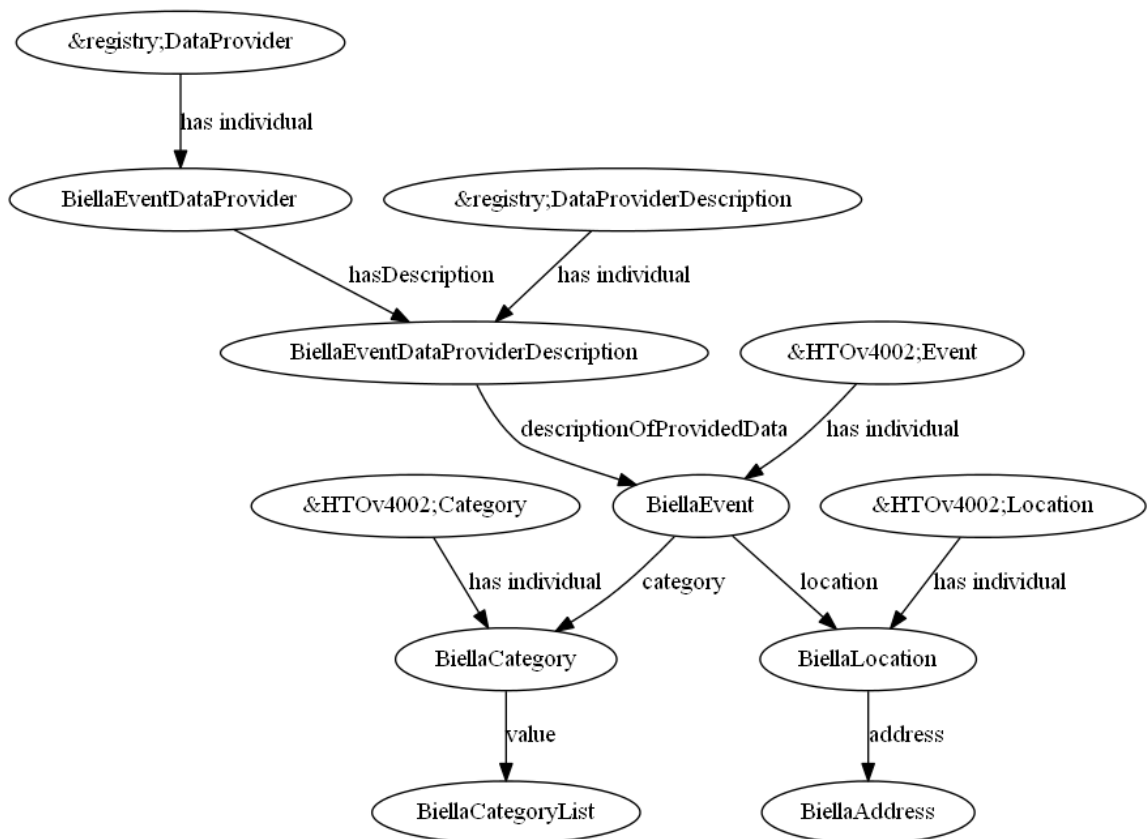 &registry;DataProvider
has individual
BiellaEventDataProvider
&registry;DataProviderDescription
hasDescription
has individual
BiellaEventDataProviderDescription
&HTOv4002;Event
descriptionOfProvidedData
has individual
&HTOv4002;Category
BiellaEvent
&HTOv4002;Location
has individual
category
location
has individual
BiellaCategory
BiellaLocation
value
address
BiellaCategoryList
BiellaAddress